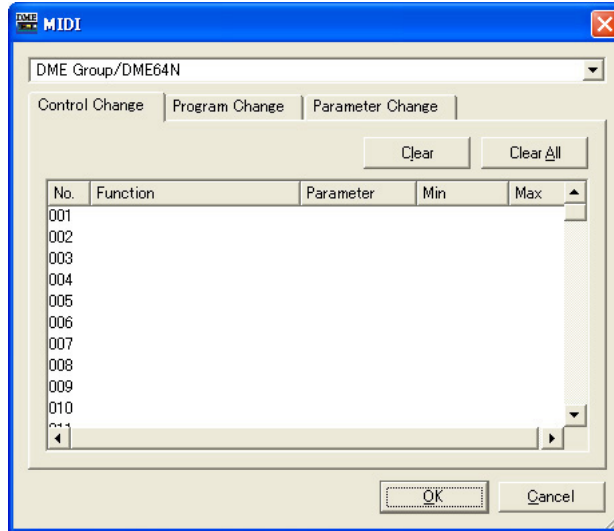 DME MIDI
DME Group/DME64N
Control Change Program Change Parameter Change
Clear Clear All
No. Function Parameter Min Max
001
002
003
004
005
006
007
008
009
010
011
OK Cancel